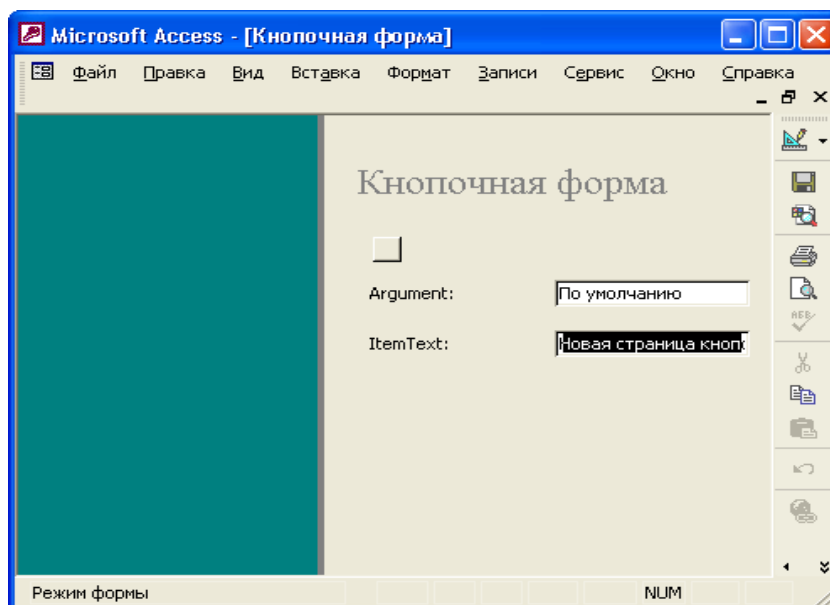 Microsoft Access - [Кнопочная форма]
Файл Правка Вид Вставка Формат Записи Сервис Окно Справка
Кнопочная форма
Argument: По умолчанию
ItemText: Новая страница кноп
Режим формы NUM